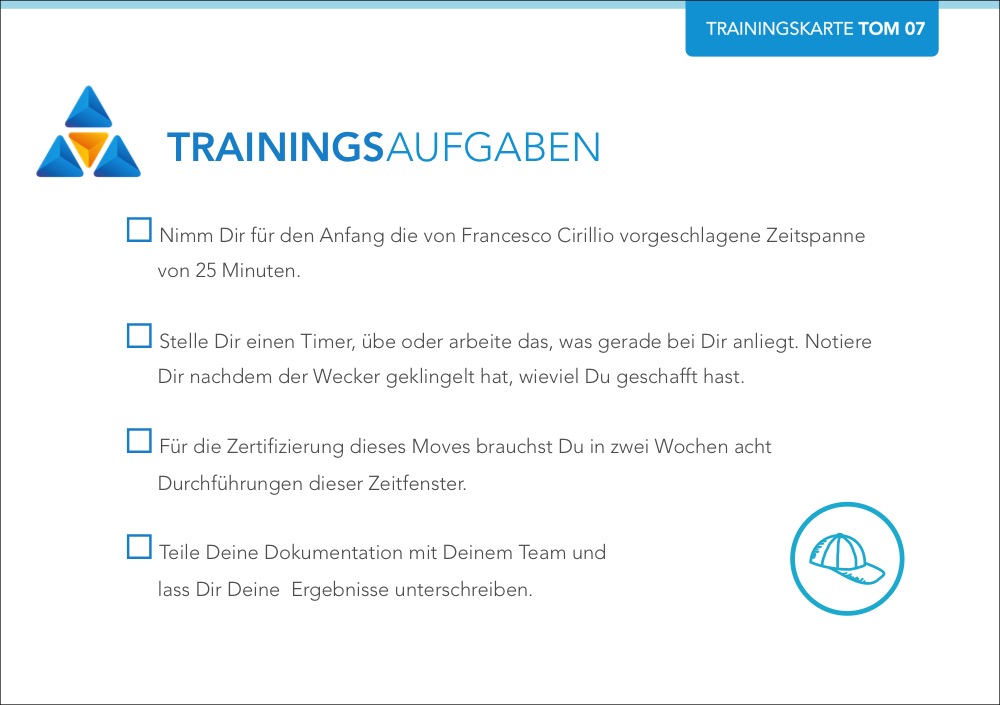 TRAININGSKARTE TOM 07
TRAININGSAUFGABEN
Nimm Dir für den Anfang die von Francesco Cirillio vorgeschlagene Zeitspanne
von 25 Minuten.
Stelle Dir einen Timer, übe oder arbeite das, was gerade bei Dir anliegt. Notiere
Dir nachdem der Wecker geklingelt hat, wieviel Du geschafft hast.
Für die Zertifizierung dieses Moves brauchst Du in zwei Wochen acht
Durchführungen dieser Zeitfenster.
Teile Deine Dokumentation mit Deinem Team und
lass Dir Deine  Ergebnisse unterschreiben.